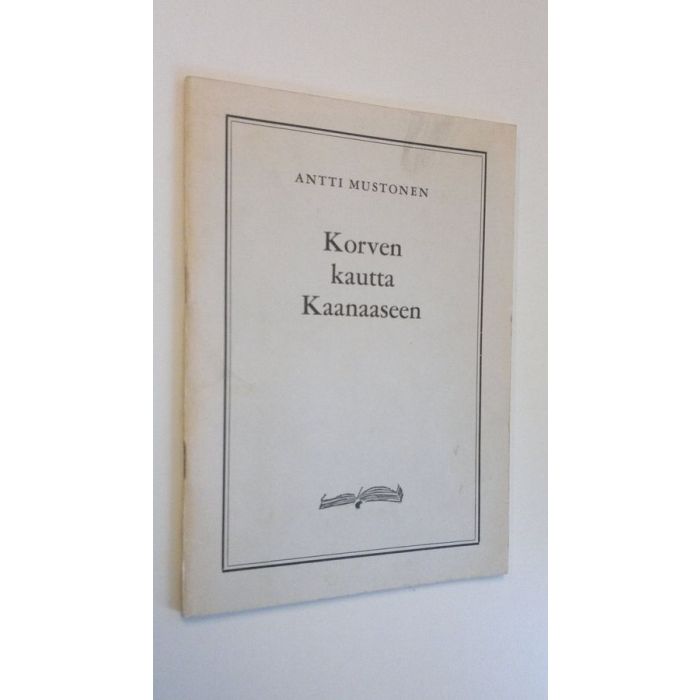 ANTTI MUSTONEN
Korven
kautta
Kaanaaseen